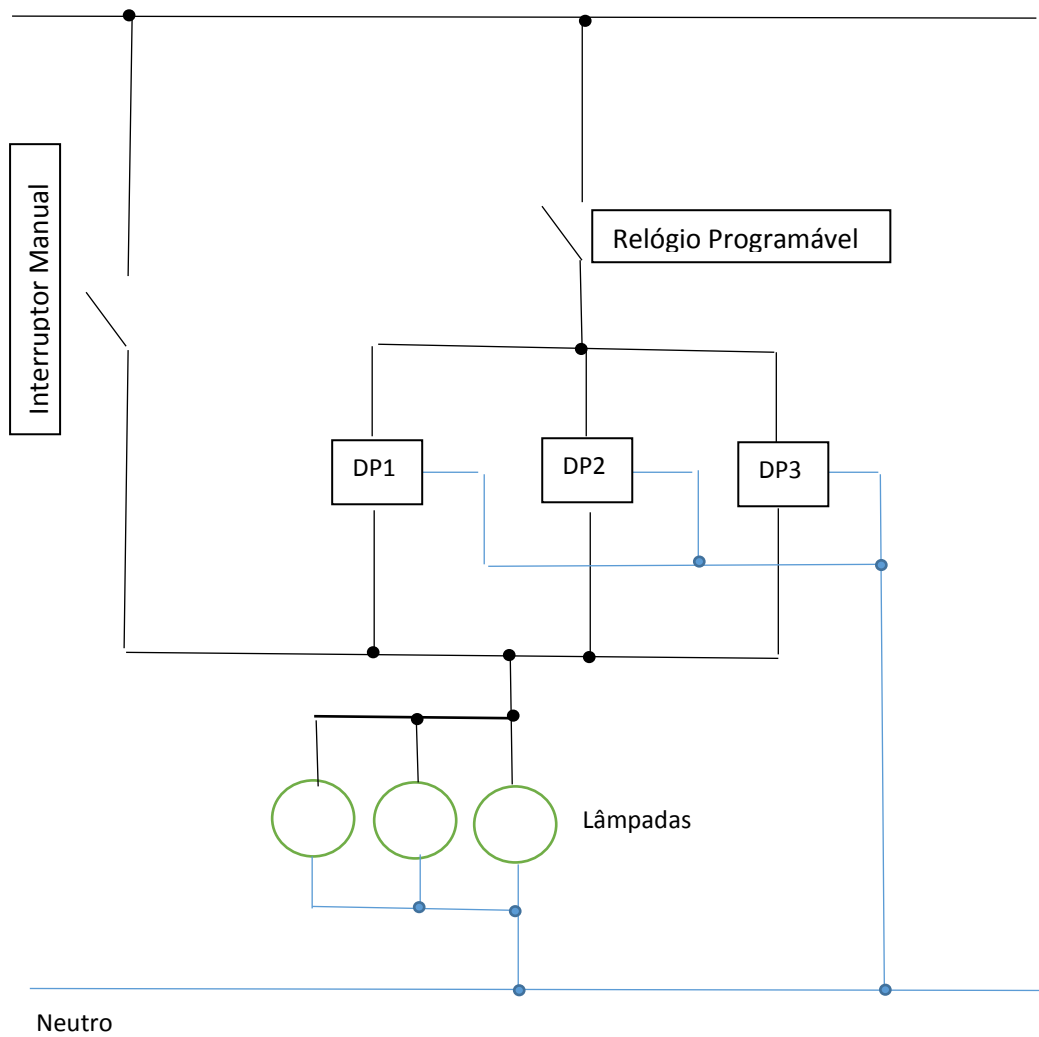 Interruptor Manual
Relógio Programável
DP1
DP2
DP3
Lâmpadas
Neutro